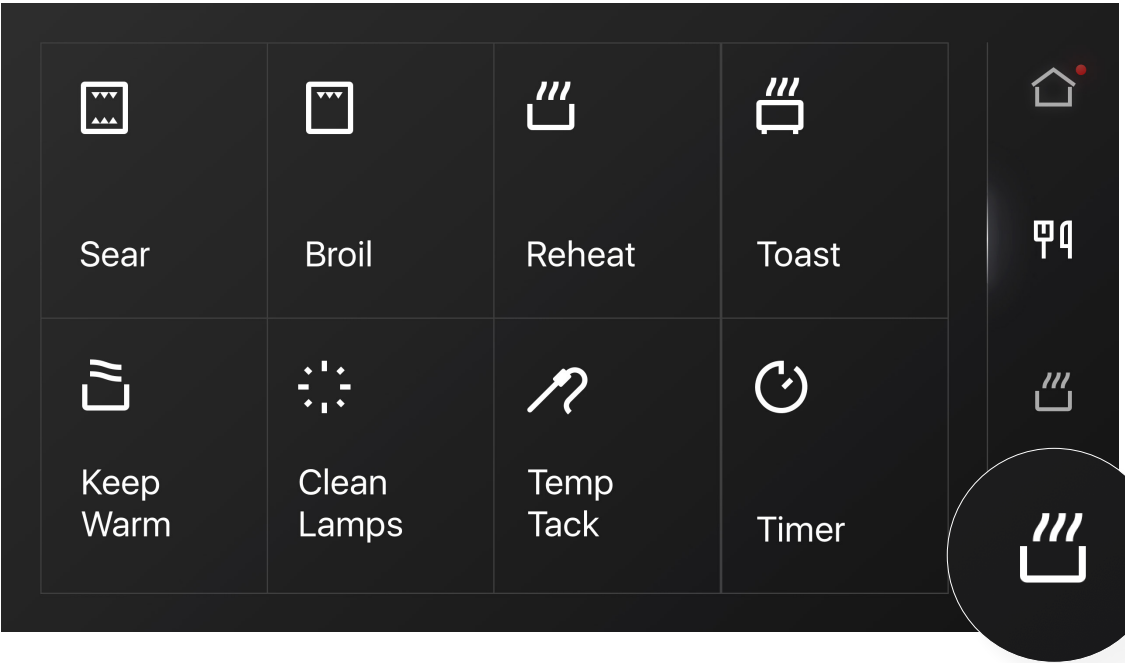 Sear
Broil
Reheat
Toast
Keep
Warm
Clean
Lamps
Temp
Tack
Timer